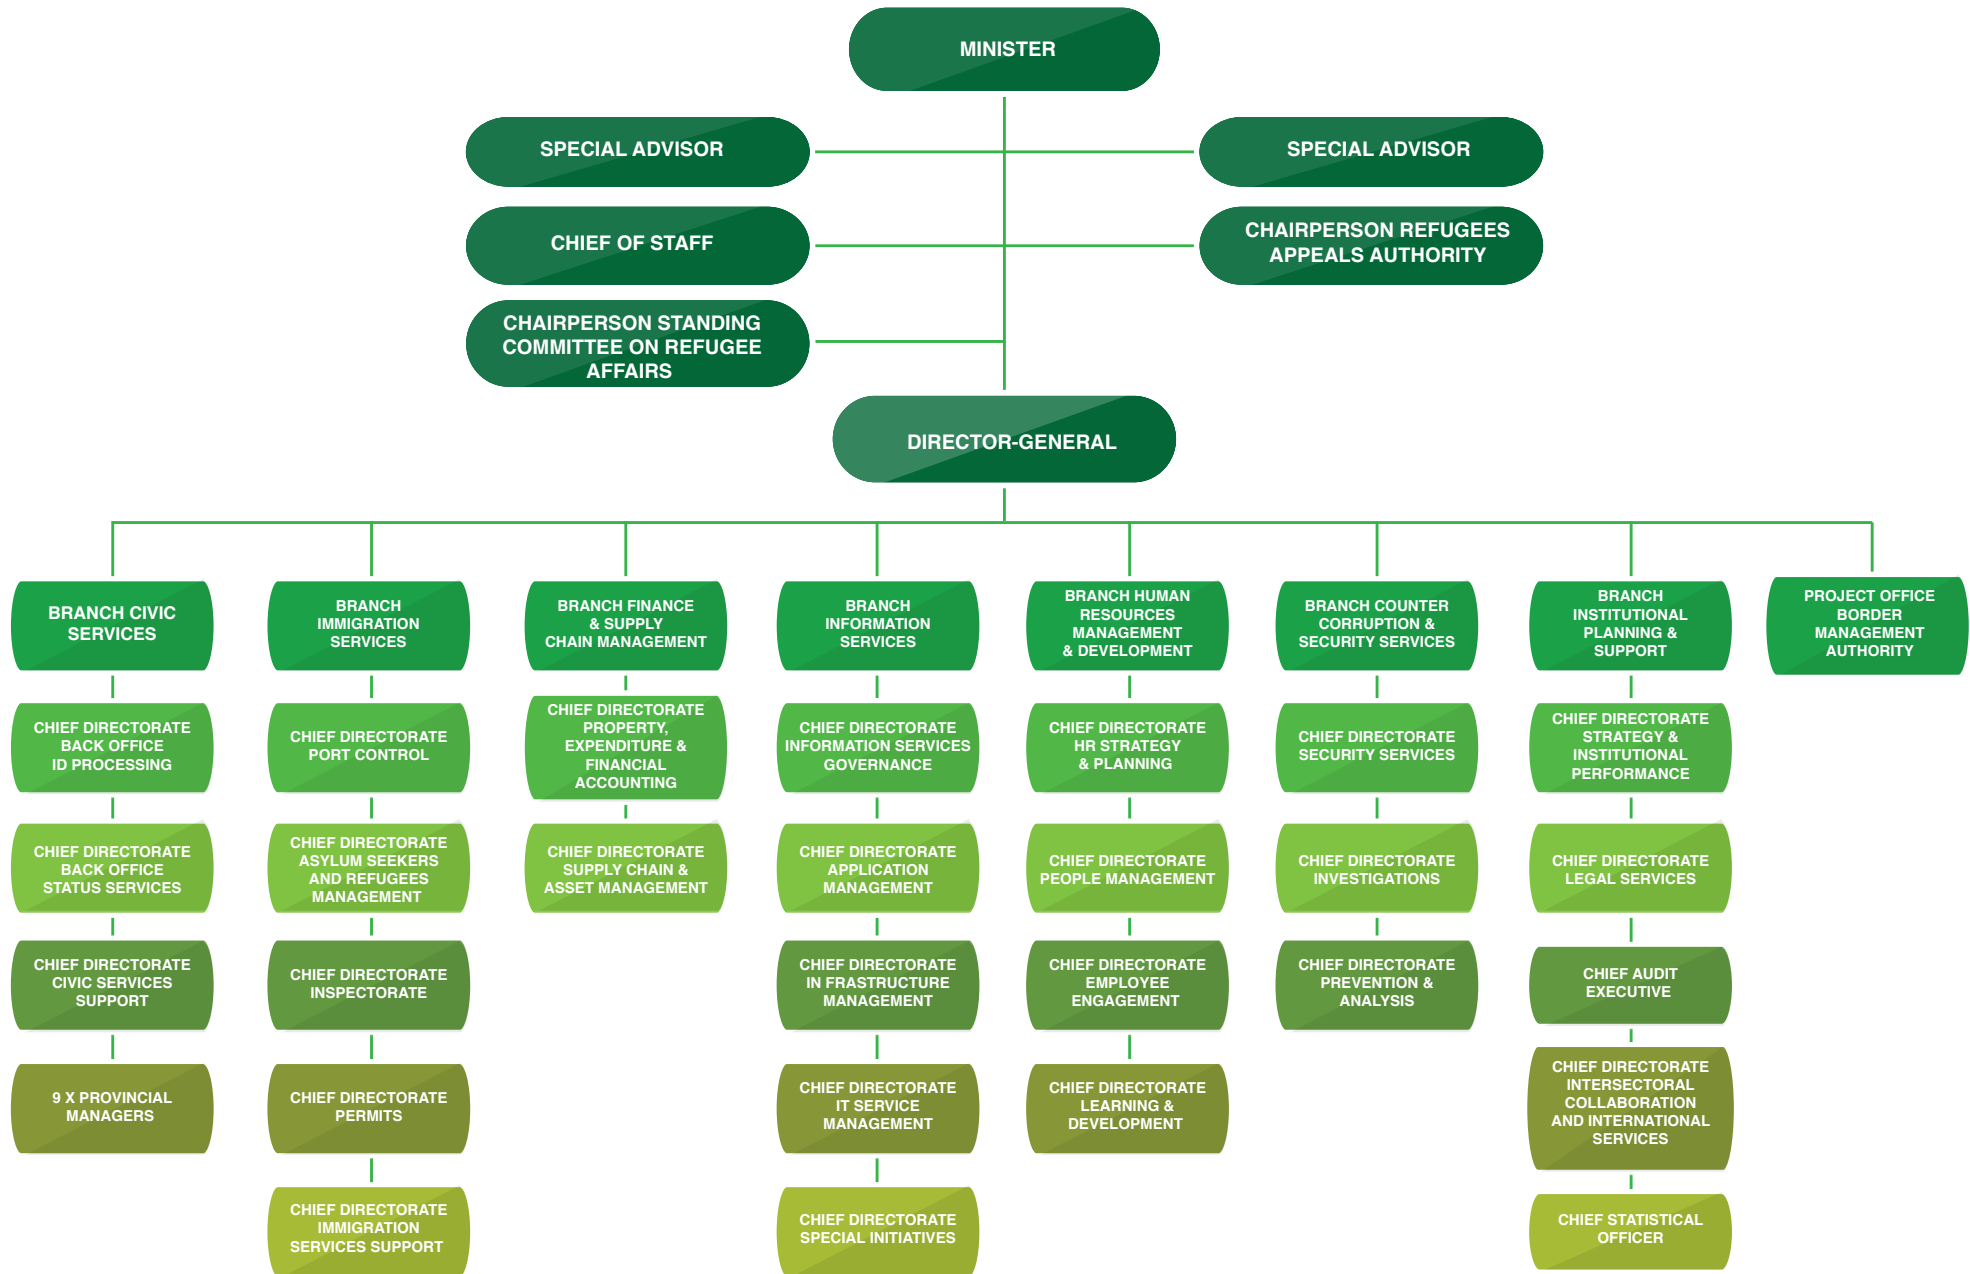 MINISTER
SPECIAL ADVISOR
SPECIAL ADVISOR
CHIEF OF STAFF
CHAIRPERSON REFUGEES
APPEALS AUTHORITY
CHAIRPERSON STANDING
COMMITTEE ON REFUGEE
AFFAIRS
DIRECTOR-GENERAL
BRANCH CIVIC
SERVICES
CHIEF DIRECTORATE
BACK OFFICE
ID PROCESSING
CHIEF DIRECTORATE
BACK OFFICE
STATUS SERVICES
CHIEF DIRECTORATE
CIVIC SERVICES
SUPPORT
9 X PROVINCIAL
MANAGERS
BRANCH
IMMIGRATION
SERVICES
CHIEF DIRECTORATE
PORT CONTROL
CHIEF DIRECTORATE
ASYLUM SEEKERS
AND REFUGEES
MANAGEMENT
CHIEF DIRECTORATE
INSPECTORATE
CHIEF DIRECTORATE
PERMITS
CHIEF DIRECTORATE
IMMIGRATION
SERVICES SUPPORT
BRANCH FINANCE
& SUPPLY
CHAIN MANAGEMENT
CHIEF DIRECTORATE
PROPERTY,
EXPENDITURE &
FINANCIAL
ACCOUNTING
CHIEF DIRECTORATE
SUPPLY CHAIN &
ASSET MANAGEMENT
BRANCH
INFORMATION
SERVICES
CHIEF DIRECTORATE
INFORMATION SERVICES
GOVERNANCE
CHIEF DIRECTORATE
APPLICATION
MANAGEMENT
CHIEF DIRECTORATE
IN FRASTRUCTURE
MANAGEMENT
CHIEF DIRECTORATE
IT SERVICE
MANAGEMENT
CHIEF DIRECTORATE
SPECIAL INITIATIVES
BRANCH HUMAN
RESOURCES
MANAGEMENT
& DEVELOPMENT
CHIEF DIRECTORATE
HR STRATEGY
& PLANNING
CHIEF DIRECTORATE
PEOPLE MANAGEMENT
CHIEF DIRECTORATE
EMPLOYEE
ENGAGEMENT
CHIEF DIRECTORATE
LEARNING &
DEVELOPMENT
BRANCH COUNTER
CORRUPTION &
SECURITY SERVICES
CHIEF DIRECTORATE
SECURITY SERVICES
CHIEF DIRECTORATE
INVESTIGATIONS
CHIEF DIRECTORATE
PREVENTION &
ANALYSIS
BRANCH
INSTITUTIONAL
PLANNING &
SUPPORT
CHIEF DIRECTORATE
STRATEGY &
INSTITUTIONAL
PERFORMANCE
CHIEF DIRECTORATE
LEGAL SERVICES
CHIEF AUDIT
EXECUTIVE
CHIEF DIRECTORATE
INTERSECTORAL
COLLABORATION
AND INTERNATIONAL
SERVICES
CHIEF STATISTICAL
OFFICER
PROJECT OFFICE
BORDER
MANAGEMENT
AUTHORITY